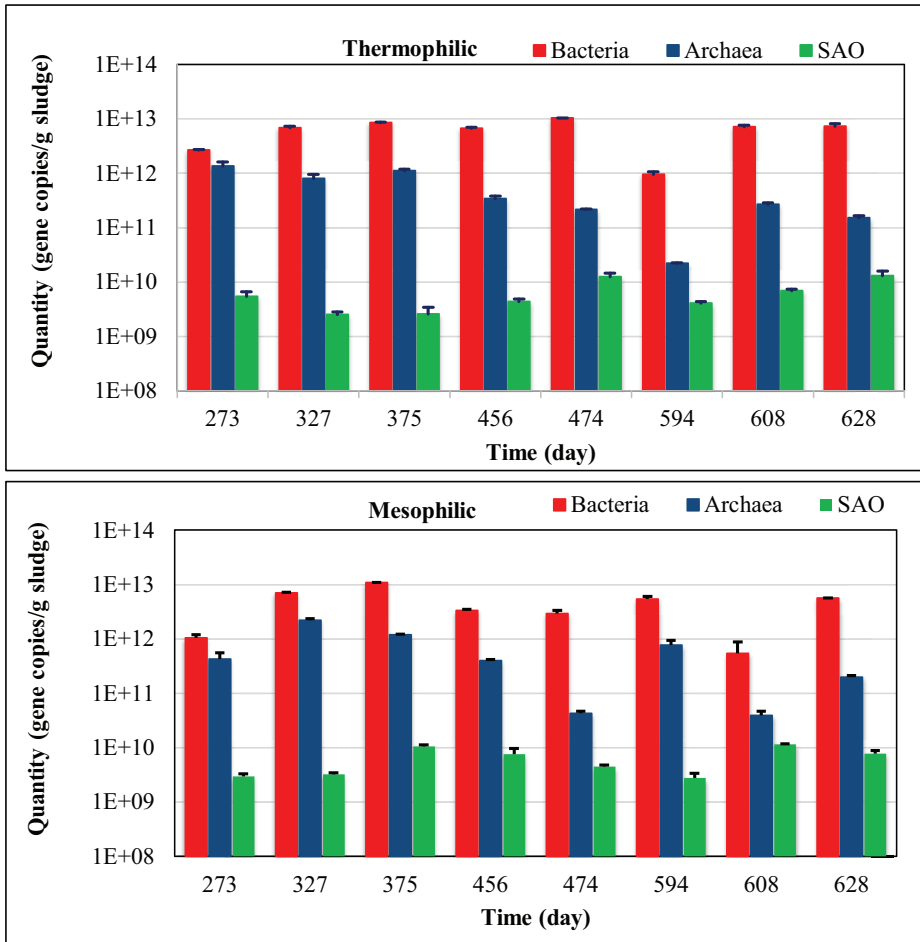 Thermophilic Bacteria Archaea SAO
Quantity (gene copies/g sludge)
1E+14
1E+13
1E+12
1E+11
1E+10
1E+09
1E+08
273 327 375 456 474 594 608 628
Time (day)
Mesophilic Bacteria Archaea SAO
Quantity (gene copies/g sludge)
1E+14
1E+13
1E+12
1E+11
1E+10
1E+09
1E+08
273 327 375 456 474 594 608 628
Time (day)